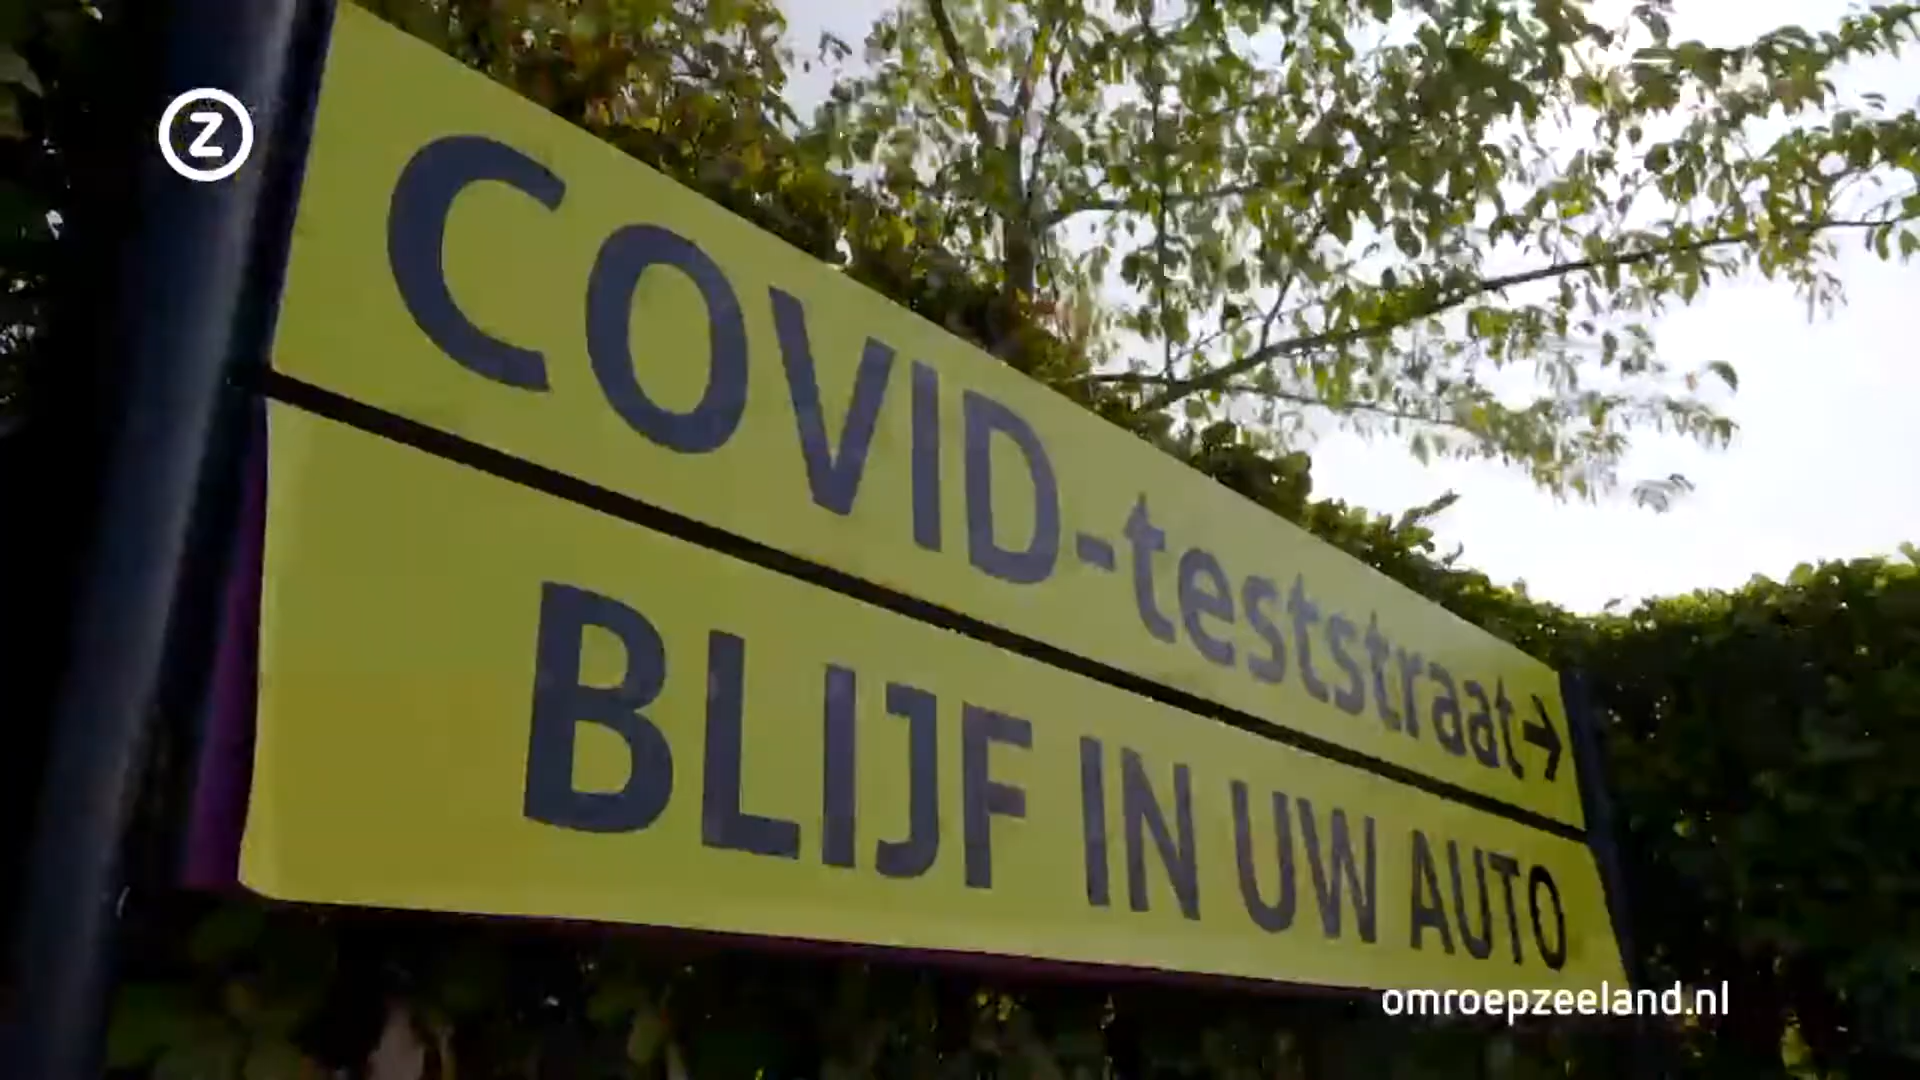 Z
COVID-teststraat→
BLIJF IN UW AUTO
omroepzeeland.nl